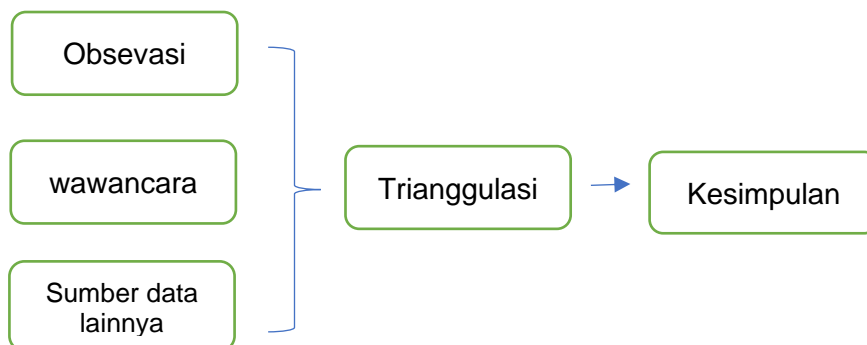 Obsevasi
wawancara
Sumber data
lainnya
Trianggulasi
Kesimpulan